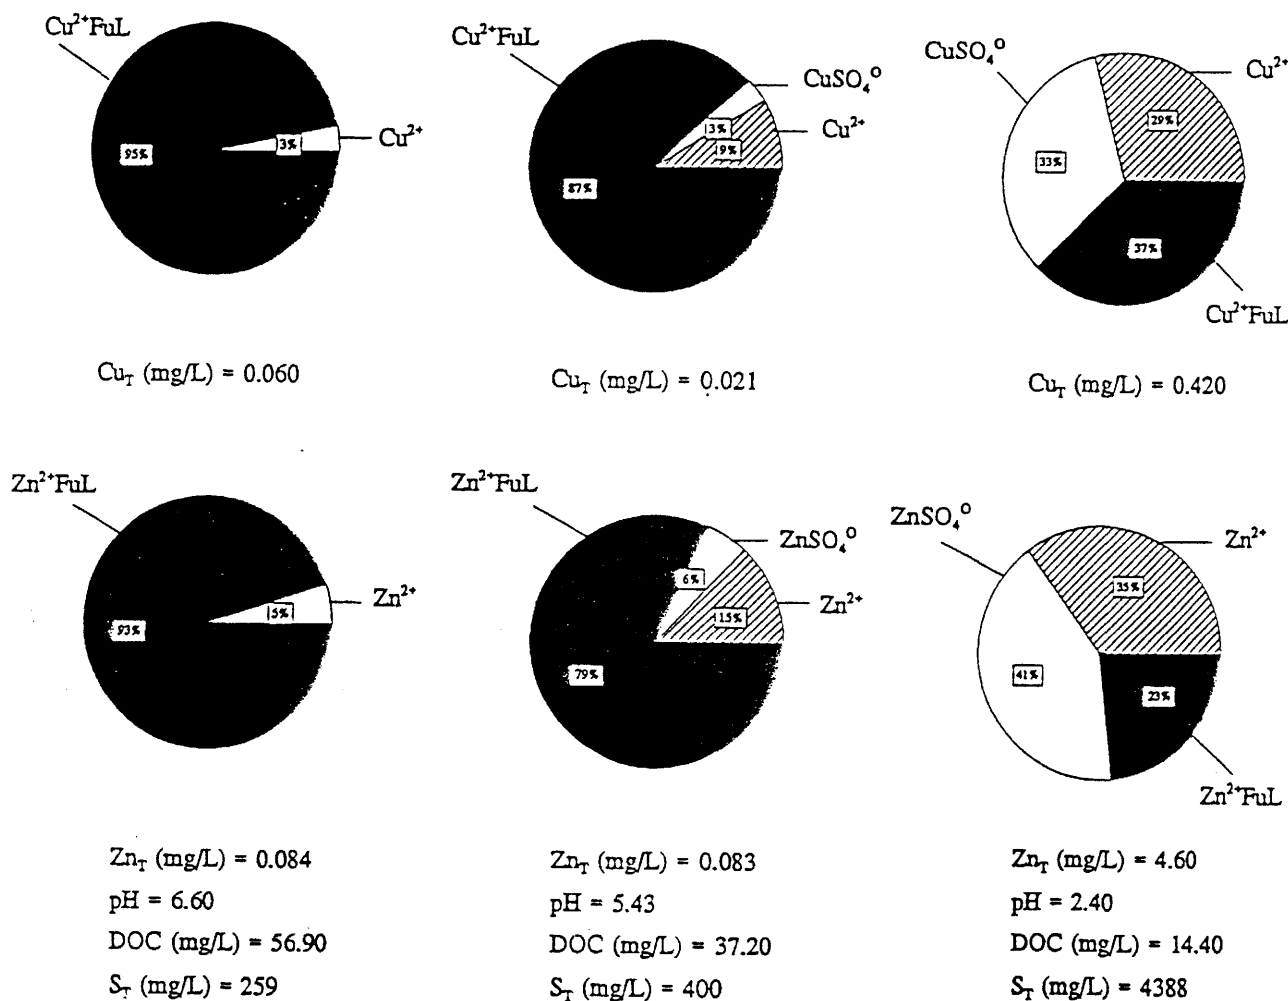 Cu²⁺FuL
95%
3%
Cu²⁺
Cu_T (mg/L) = 0.060
Cu²⁺FuL
CuSO₄⁰
3%
Cu²⁺
9%
87%
Cu_T (mg/L) = 0.021
CuSO₄⁰
Cu²⁺
29%
33%
37%
Cu²⁺FuL
Cu_T (mg/L) = 0.420
Zn²⁺FuL
5%
Zn²⁺
93%
Zn_T (mg/L) = 0.084
pH = 6.60
DOC (mg/L) = 56.90
S_T (mg/L) = 259
Zn²⁺FuL
ZnSO₄⁰
6%
Zn²⁺
15%
79%
Zn_T (mg/L) = 0.083
pH = 5.43
DOC (mg/L) = 37.20
S_T (mg/L) = 400
ZnSO₄⁰
Zn²⁺
35%
41%
23%
Zn²⁺FuL
Zn_T (mg/L) = 4.60
pH = 2.40
DOC (mg/L) = 14.40
S_T (mg/L) = 4388